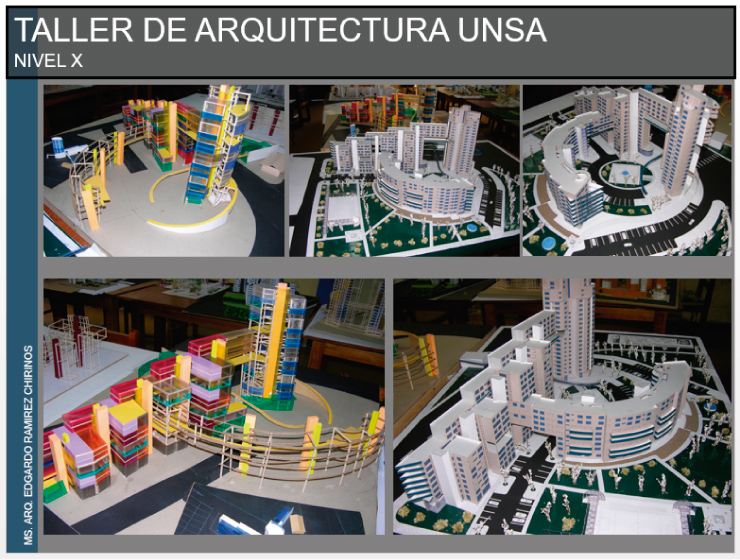 TALLER DE ARQUITECTURA UNSA
NIVEL X
MS. ARQ. EDGARDO RAMIREZ CHIRINOS